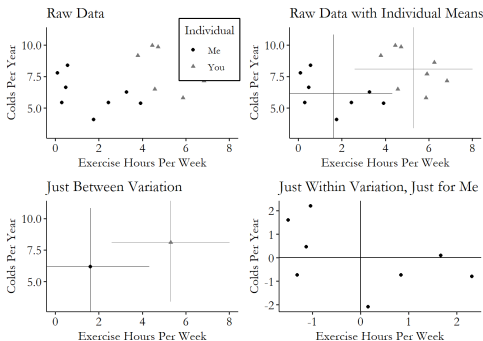 Raw Data
Individual
Me
You
10.0
7.5
5.0
Colds Per Year
0 2 4 6 8
Exercise Hours Per Week
Raw Data with Individual Means
10.0
7.5
5.0
Colds Per Year
0 2 4 6 8
Exercise Hours Per Week
Just Between Variation
10.0
7.5
5.0
Colds Per Year
0 2 4 6 8
Exercise Hours Per Week
Just Within Variation, Just for Me
2
1
0
-1
-2
Colds Per Year
-1 0 1 2
Exercise Hours Per Week